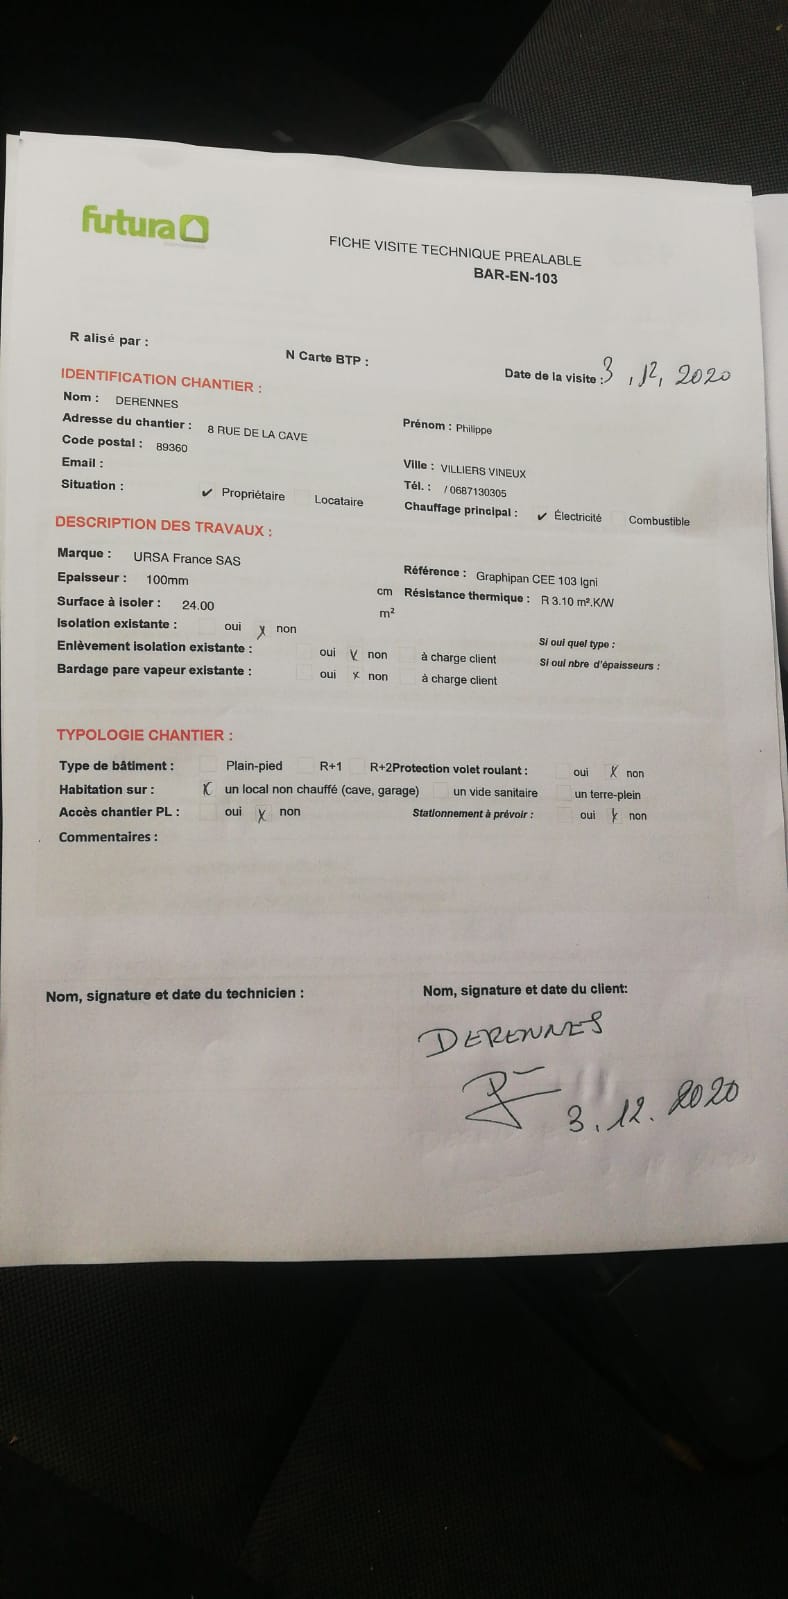 futura
FICHE VISITE TECHNIQUE PREALABLE
BAR-EN-103
R alisé par :
N Carte BTP :
Date de la visite : 3, 12, 2020
IDENTIFICATION CHANTIER :
Nom : DERENNES
Prénom : Philippe
Adresse du chantier : 8 RUE DE LA CAVE
Code postal : 89360
Ville : VILLIERS VINEUX
Email :
Tél. : / 0687130305
Situation : ✔ Propriétaire Locataire
Chauffage principal : ✔ Électricité Combustible
DESCRIPTION DES TRAVAUX :
Marque : URSA France SAS
Référence : Graphipan CEE 103 Igni
Epaisseur : 100mm cm
Résistance thermique : R 3.10 m².K/W
Surface à isoler : 24.00 m²
Isolation existante : oui x non
Si oui quel type :
Enlèvement isolation existante : oui x non à charge client
Si oui nbre d'épaisseurs :
Bardage pare vapeur existante : oui x non à charge client
TYPOLOGIE CHANTIER :
Type de bâtiment : Plain-pied R+1 R+2 Protection volet roulant : oui x non
Habitation sur : x un local non chauffé (cave, garage) un vide sanitaire un terre-plein
Accès chantier PL : oui x non Stationnement à prévoir : oui x non
Commentaires :
Nom, signature et date du technicien :
Nom, signature et date du client:
DERENNES
3.12.2020